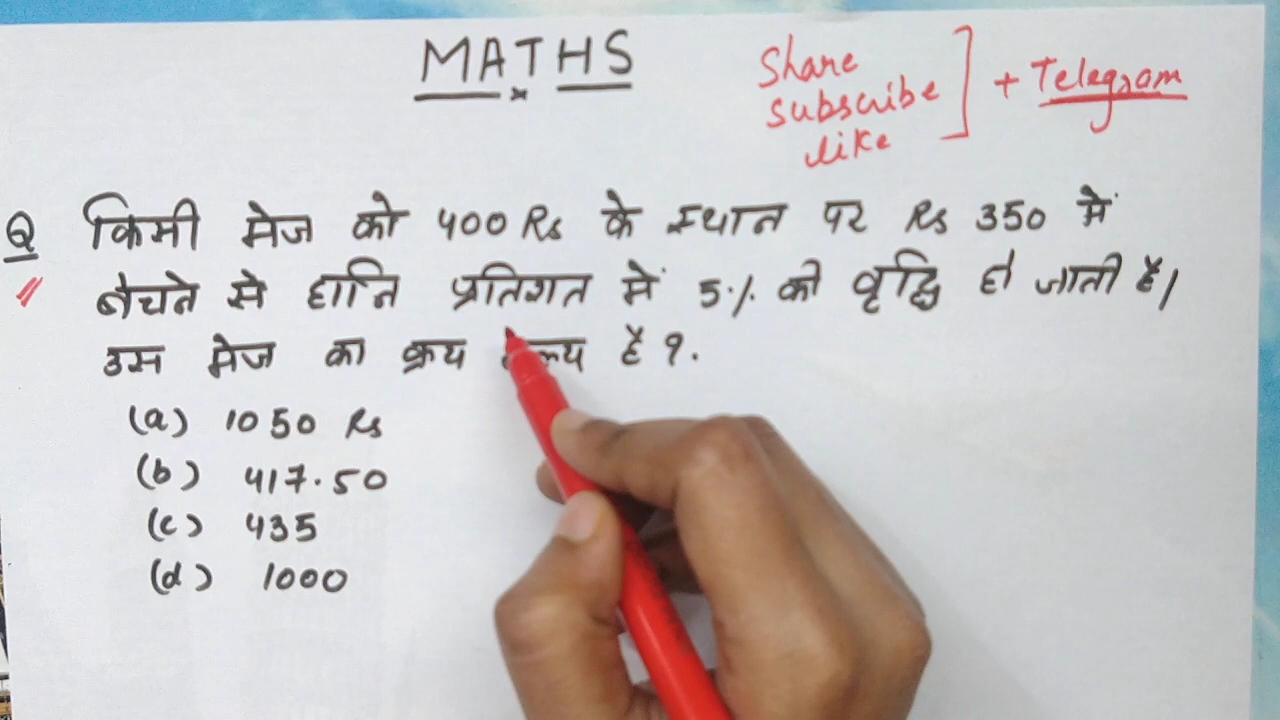 MATHS
Share
subscribe
like
+ Telegram
Q किसी मेज को 400 Rs के स्थान पर Rs 350 में
बेचने से हानि प्रतिशत में 5% की वृद्धि हो जाती है।
उस मेज का क्रय है ?.
(a) 1050 Rs
(b) 417.50
(c) 435
(d) 1000